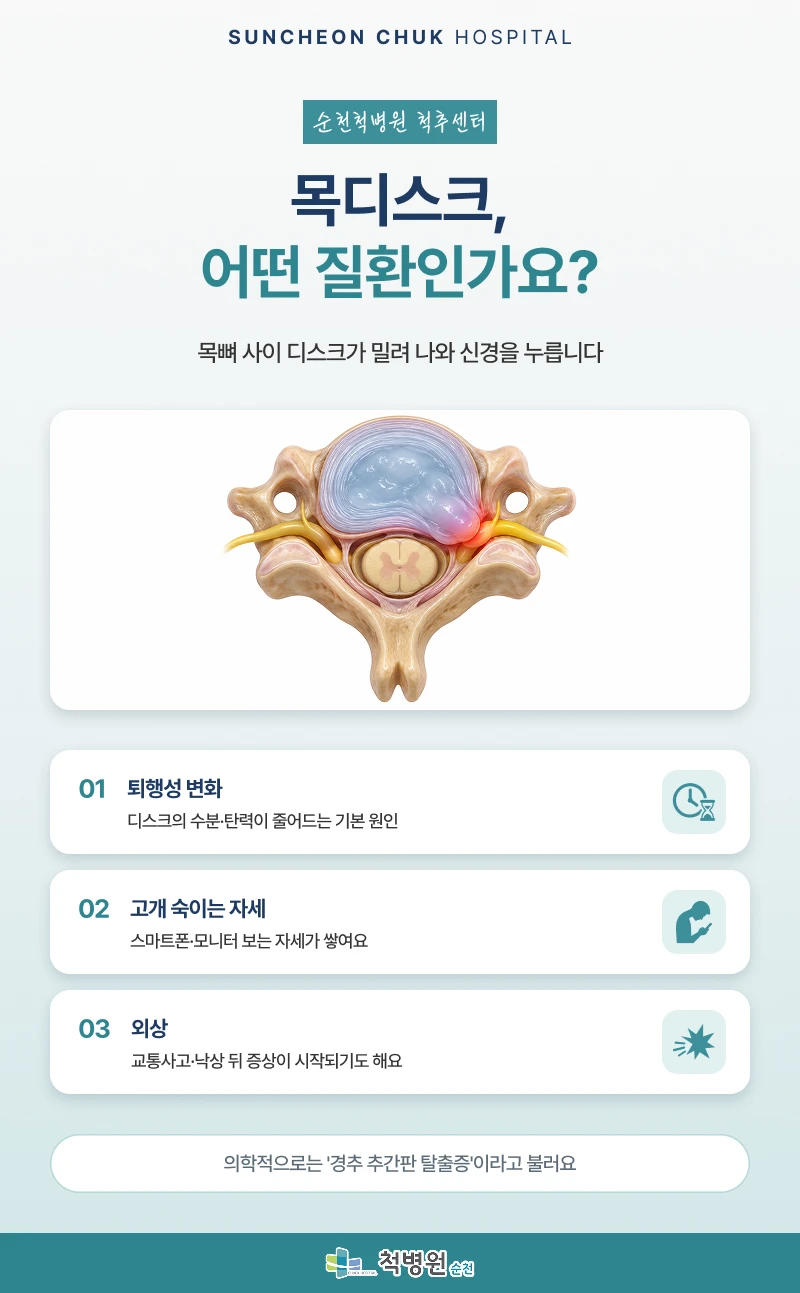 SUNCHEON CHUK HOSPITAL
순천척병원 척추센터
목디스크,
어떤 질환인가요?
목뼈 사이 디스크가 밀려 나와 신경을 누릅니다
01 퇴행성 변화
디스크의 수분·탄력이 줄어드는 기본 원인
02 고개 숙이는 자세
스마트폰·모니터 보는 자세가 쌓여요
03 외상
교통사고·낙상 뒤 증상이 시작되기도 해요
의학적으로는 '경추 추간판 탈출증'이라고 불러요
척병원 순천